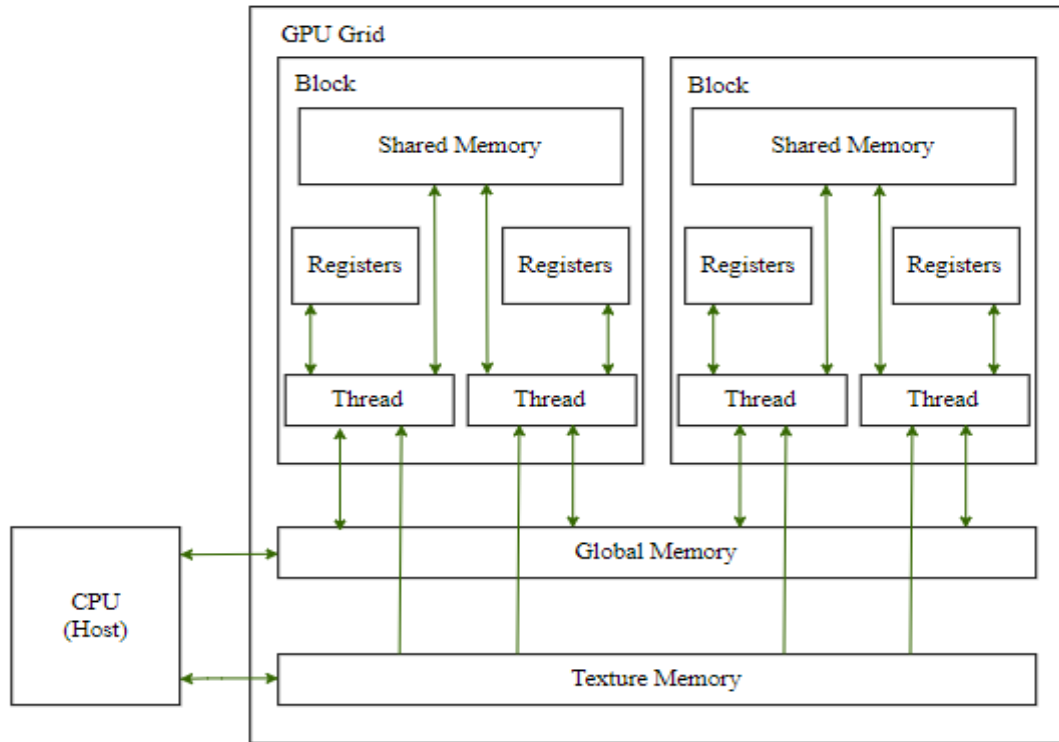 GPU Grid
Block
Shared Memory
Registers
Registers
Thread
Thread
Block
Shared Memory
Registers
Registers
Thread
Thread
Global Memory
Texture Memory
CPU
(Host)